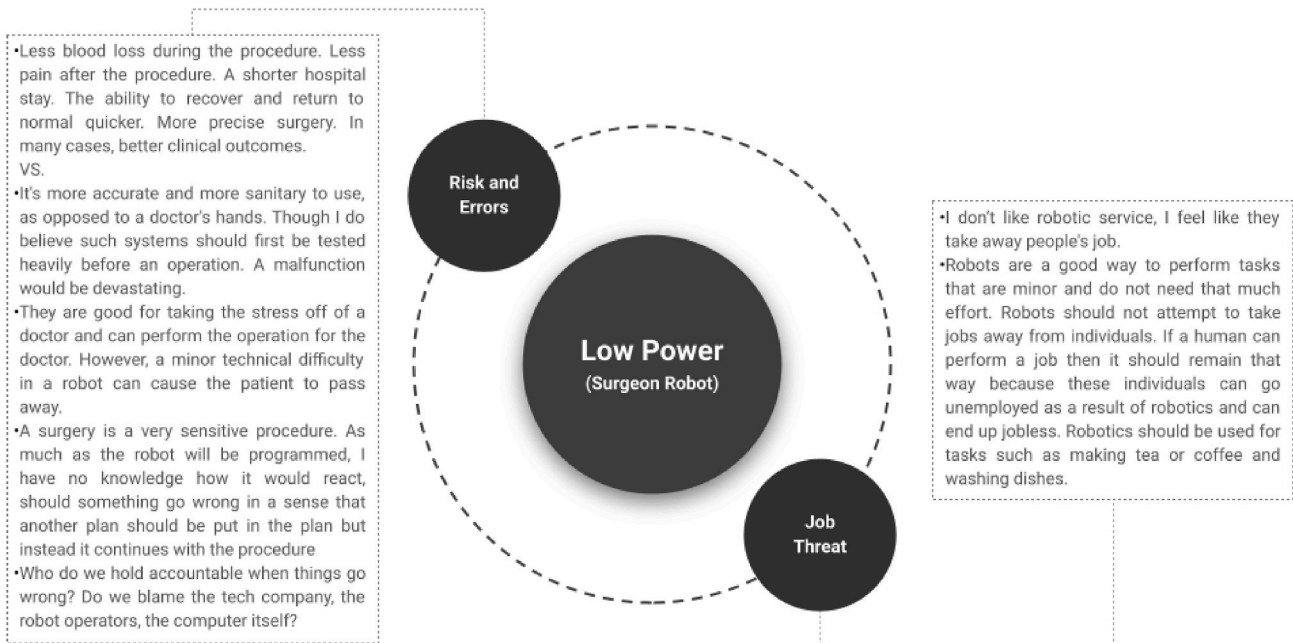 •Less blood loss during the procedure. Less
pain after the procedure. A shorter hospital
stay. The ability to recover and return to
normal quicker. More precise surgery. In
many cases, better clinical outcomes.
VS.
•It's more accurate and more sanitary to use,
as opposed to a doctor's hands. Though I do
believe such systems should first be tested
heavily before an operation. A malfunction
would be devastating.
•They are good for taking the stress off of a
doctor and can perform the operation for the
doctor. However, a minor technical difficulty
in a robot can cause the patient to pass
away.
•A surgery is a very sensitive procedure. As
much as the robot will be programmed, I
have no knowledge how it would react,
should something go wrong in a sense that
another plan should be put in the plan but
instead it continues with the procedure
•Who do we hold accountable when things go
wrong? Do we blame the tech company, the
robot operators, the computer itself?
Risk and
Errors
Low Power
(Surgeon Robot)
Job
Threat
•I don't like robotic service, I feel like they
take away people's job.
•Robots are a good way to perform tasks
that are minor and do not need that much
effort. Robots should not attempt to take
jobs away from individuals. If a human can
perform a job then it should remain that
way because these individuals can go
unemployed as a result of robotics and can
end up jobless. Robotics should be used for
tasks such as making tea or coffee and
washing dishes.